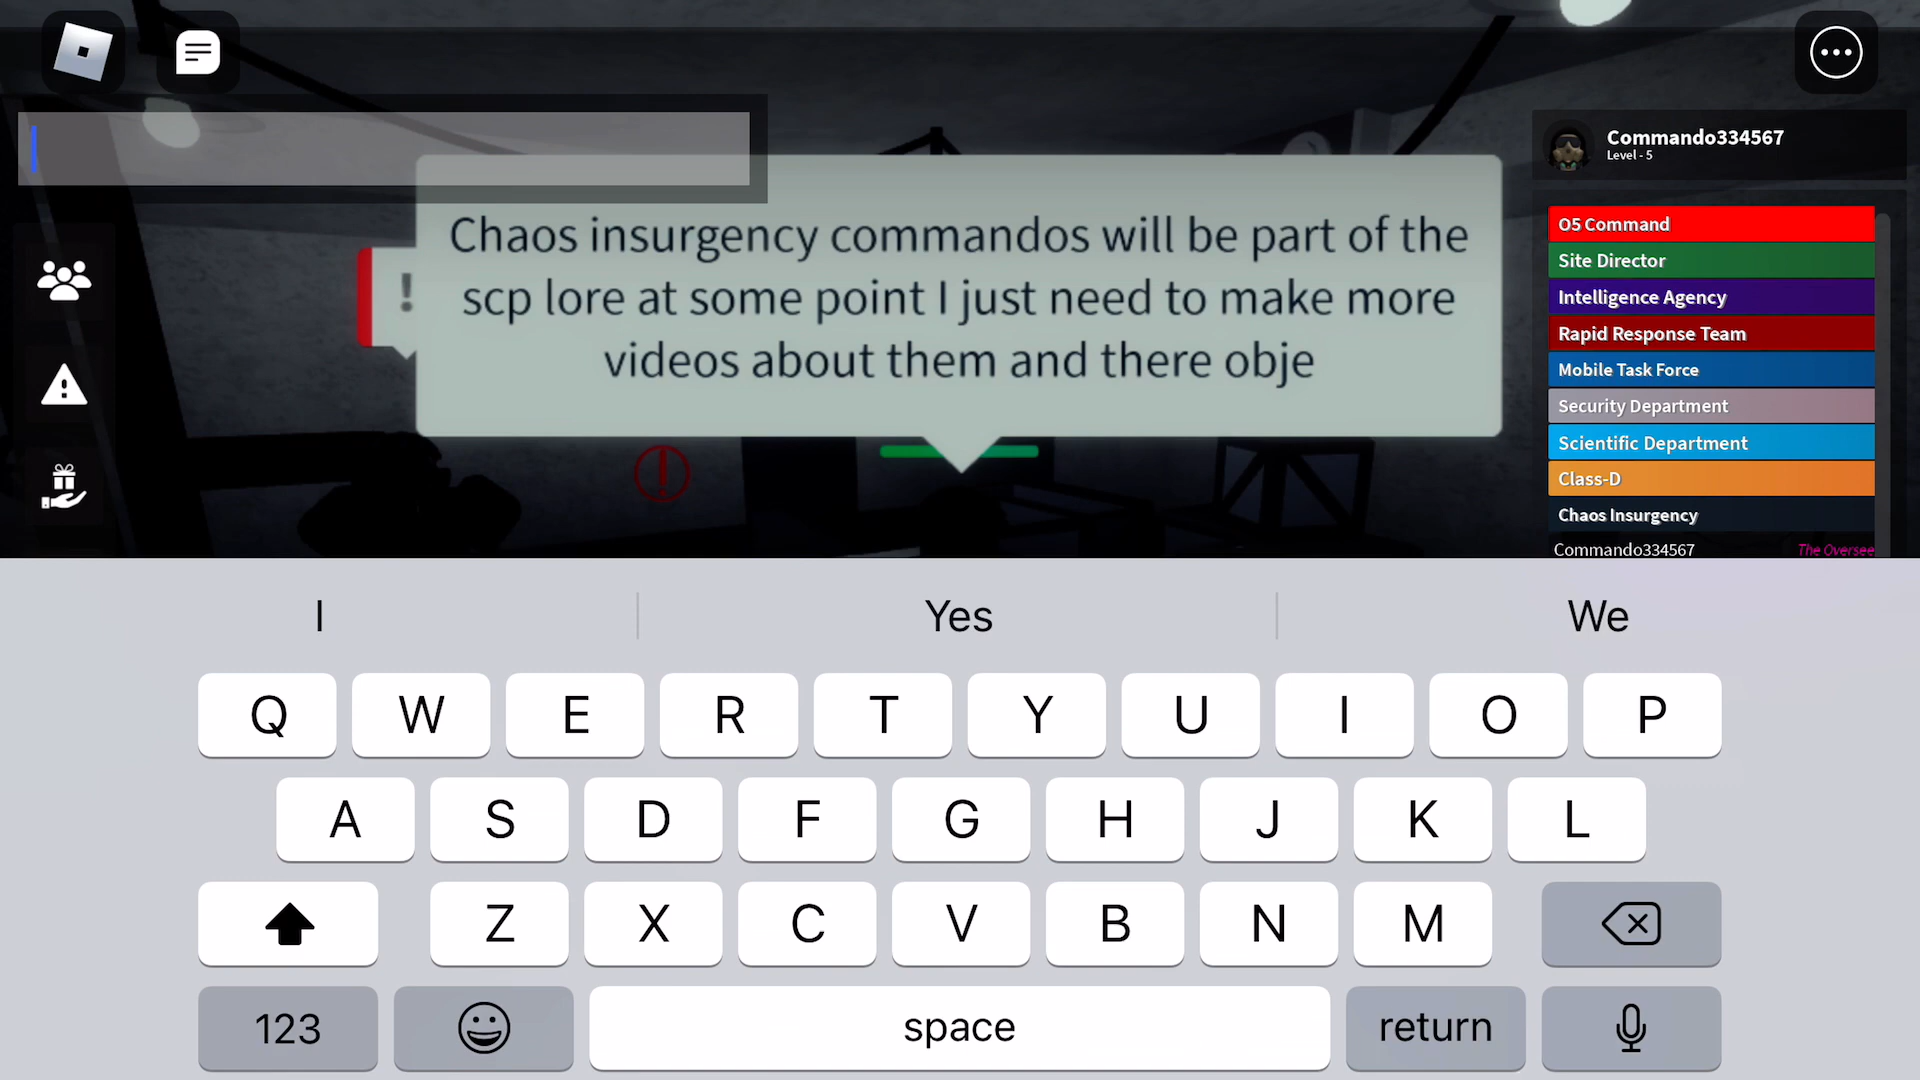 Commando334567
Level - 5
Chaos insurgency commandos will be part of the
scp lore at some point I just need to make more
videos about them and there obje
!
O5 Command
Site Director
Intelligence Agency
Rapid Response Team
Mobile Task Force
Security Department
Scientific Department
Class-D
Chaos Insurgency
Commando334567 The Oversee
I Yes We
Q W E R T Y U I O P
A S D F G H J K L
Z X C V B N M
123 space return